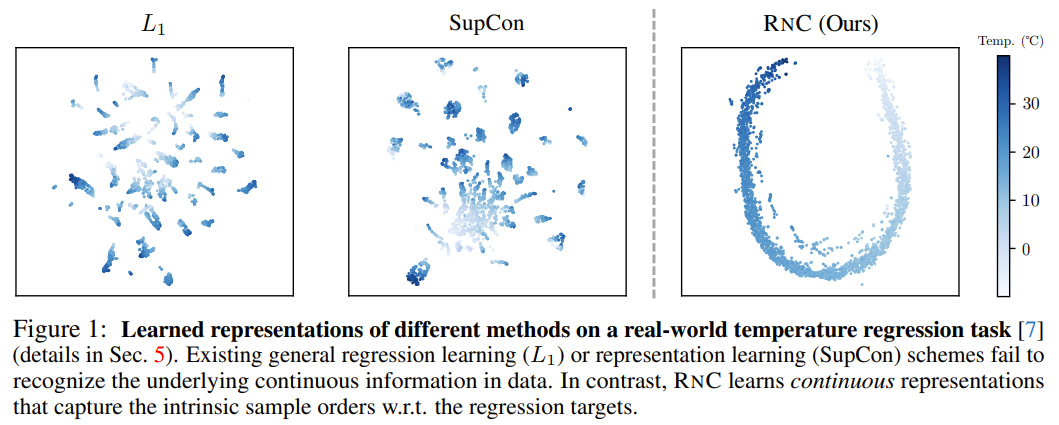 L₁
SupCon
RNC (Ours)
Temp. (℃)
30
20
10
0
Figure 1: Learned representations of different methods on a real-world temperature regression task [7]
(details in Sec. 5). Existing general regression learning (L₁) or representation learning (SupCon) schemes fail to
recognize the underlying continuous information in data. In contrast, RNC learns continuous representations
that capture the intrinsic sample orders w.r.t. the regression targets.